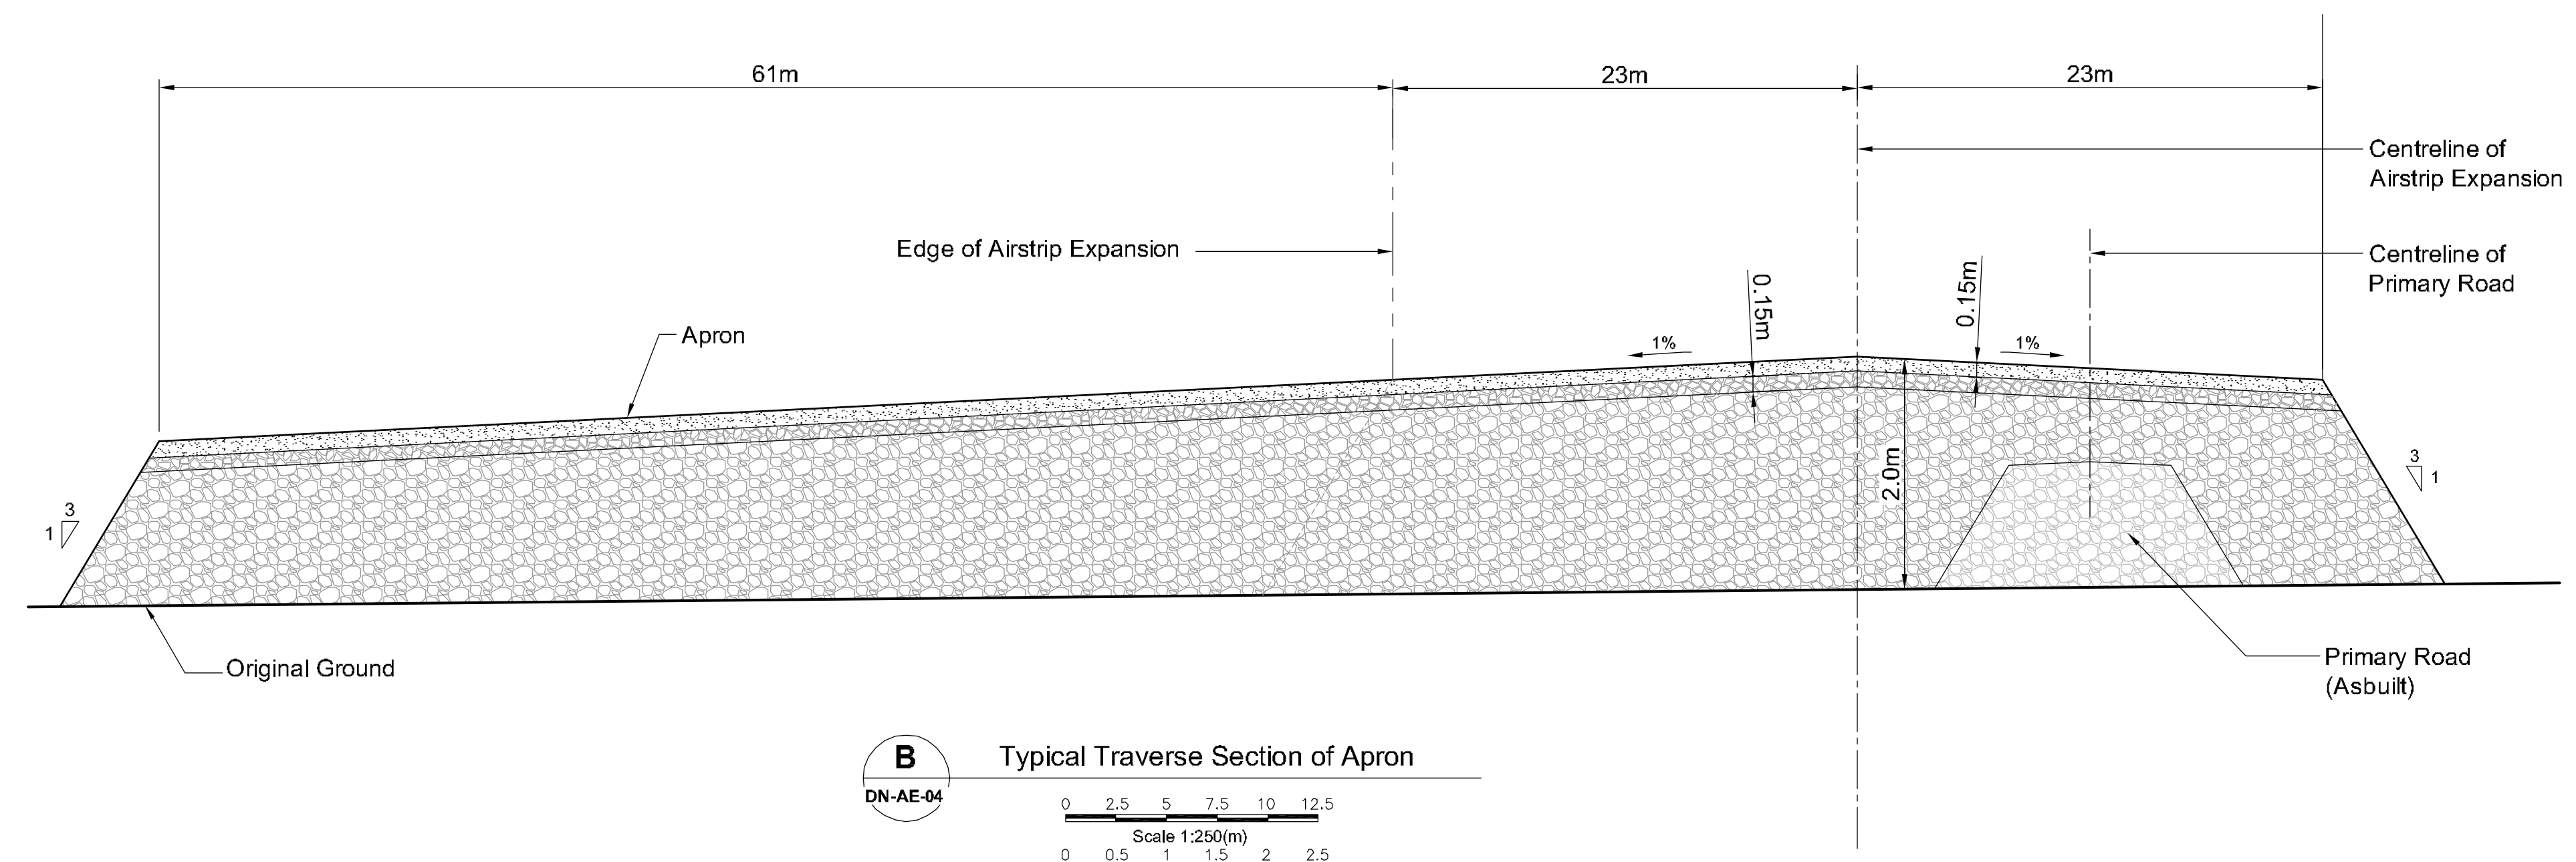 61m
23m
23m
Centreline of
Airstrip Expansion
Edge of Airstrip Expansion
Centreline of
Primary Road
0.15m
0.15m
Apron
1%
1%
2.0m
3
1
3
1
Original Ground
Primary Road
(Asbuilt)
B
DN-AE-04
Typical Traverse Section of Apron
0 2.5 5 7.5 10 12.5
Scale 1:250(m)
0 0.5 1 1.5 2 2.5